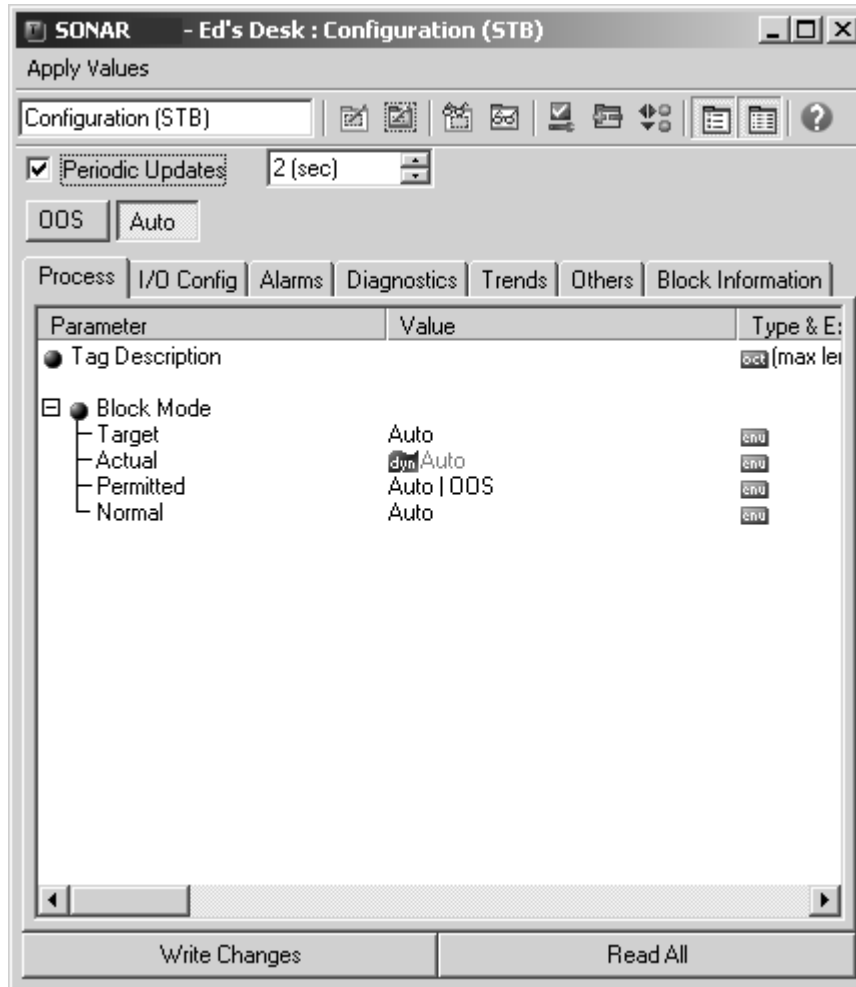 SONAR - Ed's Desk : Configuration (STB)
Apply Values
Configuration (STB)
Periodic Updates 2 (sec)
OOS Auto
Process I/O Config Alarms Diagnostics Trends Others Block Information
Parameter Value Type & E:
Tag Description oct (max ler
Block Mode
Target Auto enu
Actual dyn Auto enu
Permitted Auto | OOS enu
Normal Auto enu
Write Changes Read All